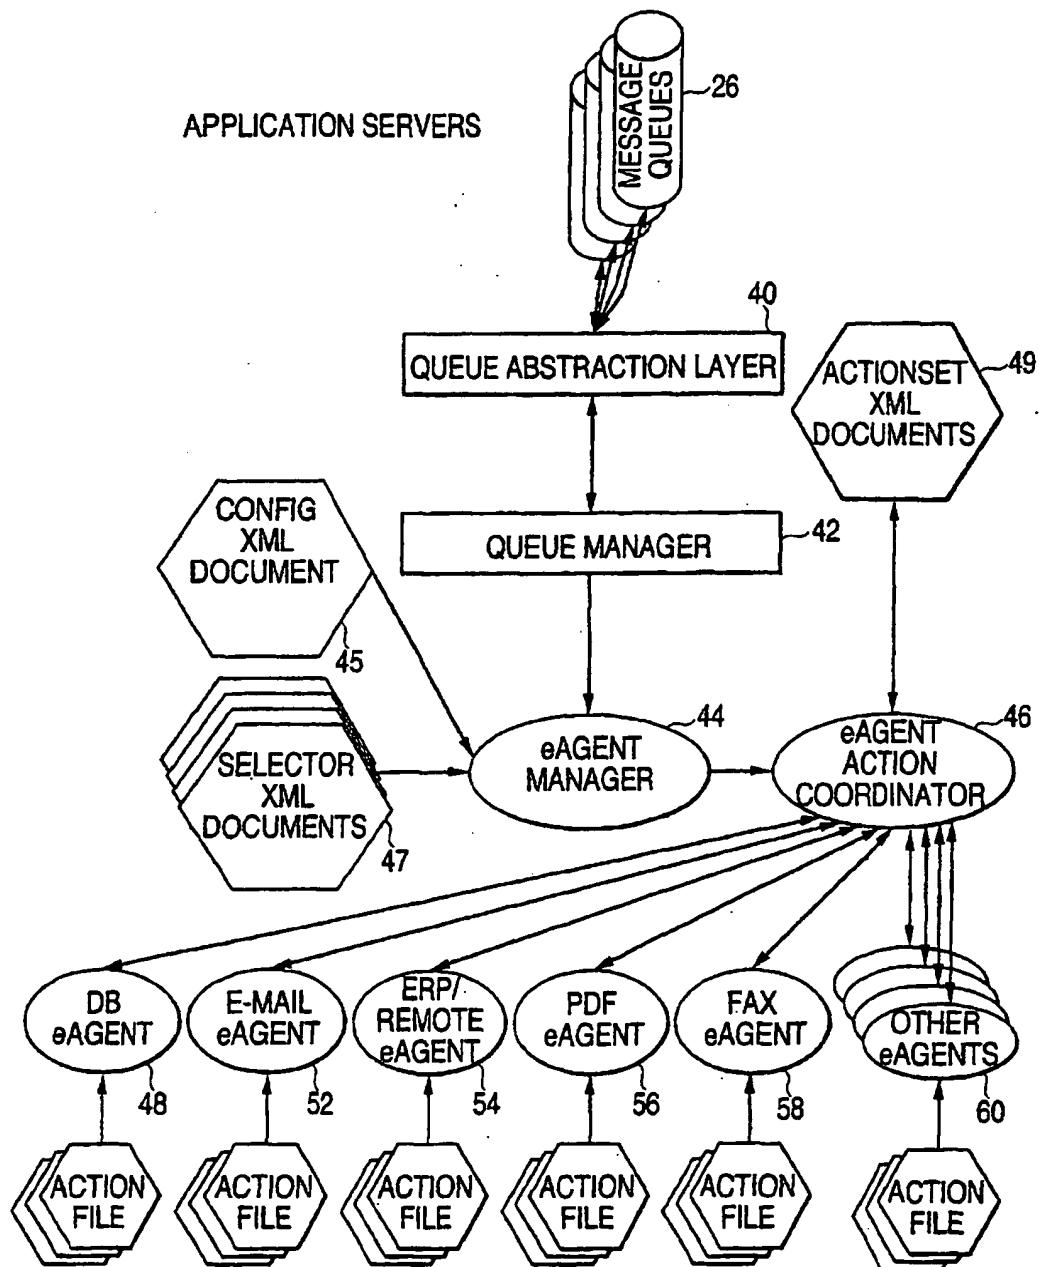 MESSAGE
QUEUES
26
APPLICATION SERVERS
40
QUEUE ABSTRACTION LAYER
ACTIONSET
XML
DOCUMENTS
49
CONFIG
XML
DOCUMENT
45
QUEUE MANAGER
42
SELECTOR
XML
DOCUMENTS
47
eAGENT
MANAGER
44
eAGENT
ACTION
COORDINATOR
46
DB
eAGENT
48
E-MAIL
eAGENT
52
ERP/
REMOTE
eAGENT
54
PDF
eAGENT
56
FAX
eAGENT
58
OTHER
eAGENTS
60
ACTION
FILE
ACTION
FILE
ACTION
FILE
ACTION
FILE
ACTION
FILE
ACTION
FILE